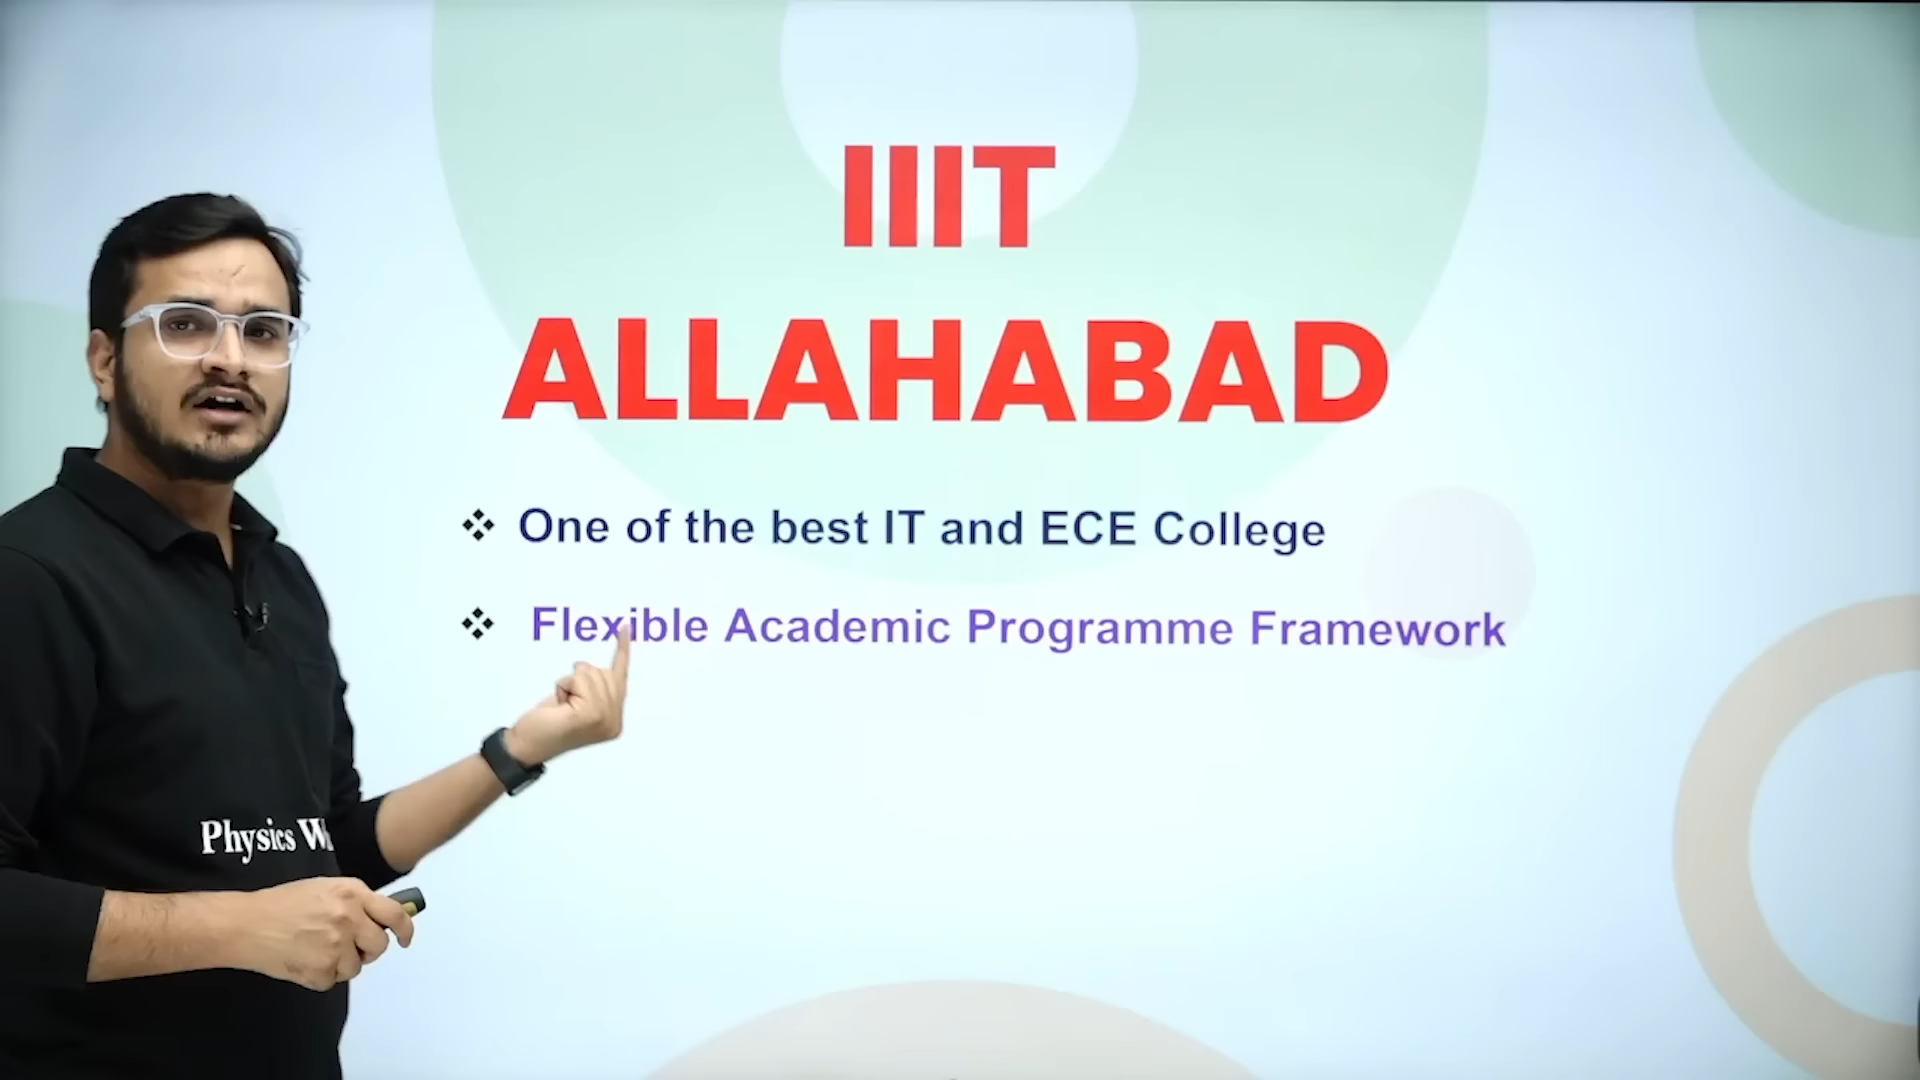 IIIT
ALLAHABAD
One of the best IT and ECE College
Flexible Academic Programme Framework
Physics